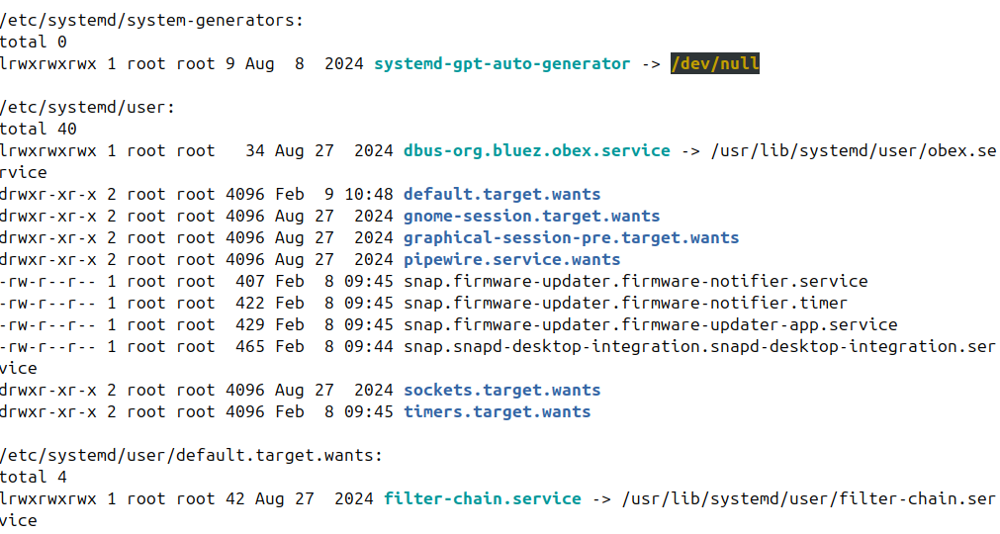 /etc/systemd/system-generators:
total 0
lrwxrwxrwx 1 root root 9 Aug  8  2024 systemd-gpt-auto-generator -> /dev/null

/etc/systemd/user:
total 40
lrwxrwxrwx 1 root root   34 Aug 27  2024 dbus-org.bluez.obex.service -> /usr/lib/systemd/user/obex.se
rvice
drwxr-xr-x 2 root root 4096 Feb  9 10:48 default.target.wants
drwxr-xr-x 2 root root 4096 Aug 27  2024 gnome-session.target.wants
drwxr-xr-x 2 root root 4096 Aug 27  2024 graphical-session-pre.target.wants
drwxr-xr-x 2 root root 4096 Aug 27  2024 pipewire.service.wants
-rw-r--r-- 1 root root  407 Feb  8 09:45 snap.firmware-updater.firmware-notifier.service
-rw-r--r-- 1 root root  422 Feb  8 09:45 snap.firmware-updater.firmware-notifier.timer
-rw-r--r-- 1 root root  429 Feb  8 09:45 snap.firmware-updater.firmware-updater-app.service
-rw-r--r-- 1 root root  465 Feb  8 09:44 snap.snapd-desktop-integration.snapd-desktop-integration.ser
vice
drwxr-xr-x 2 root root 4096 Aug 27  2024 sockets.target.wants
drwxr-xr-x 2 root root 4096 Feb  8 09:45 timers.target.wants

/etc/systemd/user/default.target.wants:
total 4
lrwxrwxrwx 1 root root 42 Aug 27  2024 filter-chain.service -> /usr/lib/systemd/user/filter-chain.ser
vice